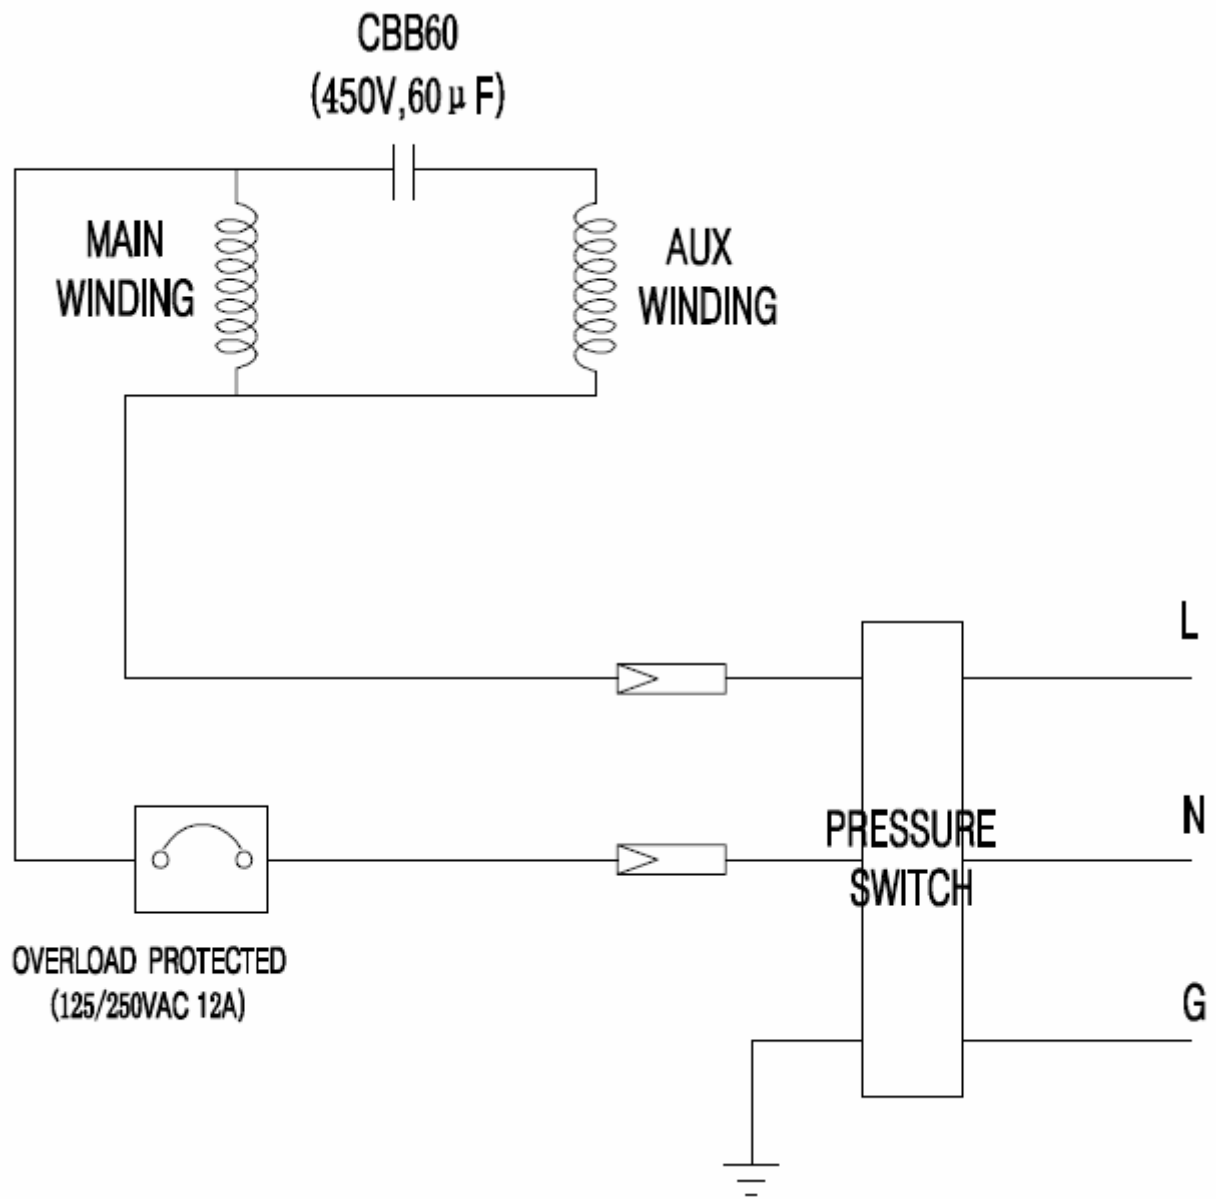 CBB60
(450V,60μF)
MAIN
WINDING
AUX
WINDING
L
PRESSURE
SWITCH
N
OVERLOAD PROTECTED
(125/250VAC 12A)
G